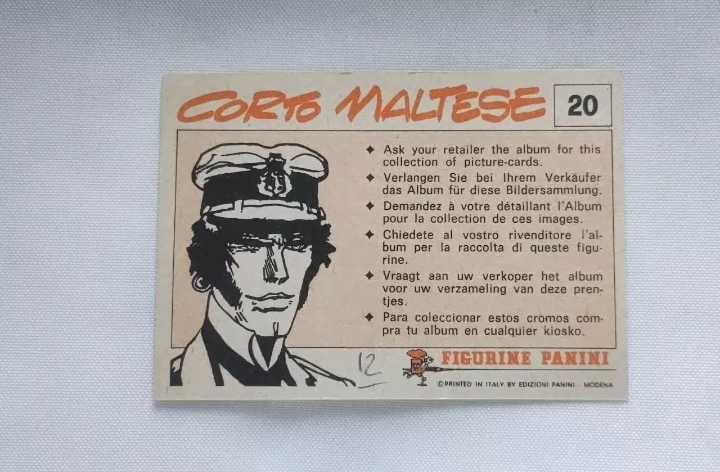 CORTO MALTESE 20
✦ Ask your retailer the album for this
collection of picture-cards.
✦ Verlangen Sie bei Ihrem Verkäufer
das Album für diese Bildersammlung.
✦ Demandez à votre détaillant l'Album
pour la collection de ces images.
✦ Chiedete al vostro rivenditore l'al-
bum per la raccolta di queste figu-
rine.
✦ Vraagt aan uw verkoper het album
voor uw verzameling van deze pren-
tjes.
✦ Para coleccionar estos cromos com-
pra tu album en cualquier kiosko.
12
FIGURINE PANINI
©PRINTED IN ITALY BY EDIZIONI PANINI - MODENA